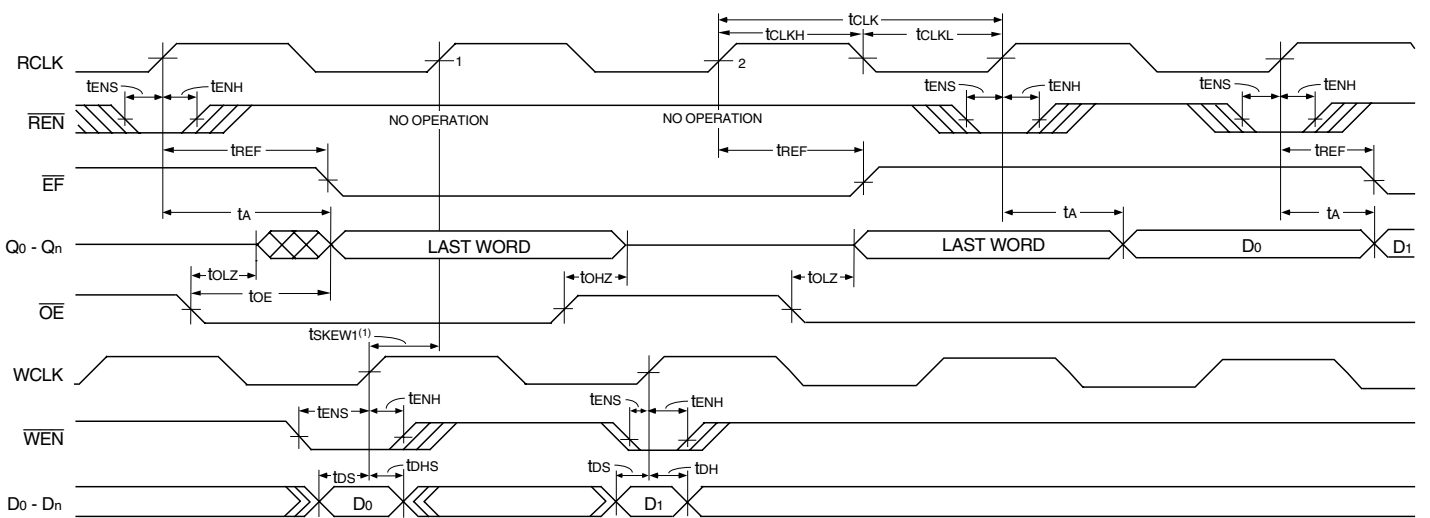 tCLK
tCLKH tCLKL
RCLK 1 2
tENS tENH tENS tENH tENS tENH
REN NO OPERATION NO OPERATION
tREF tREF tREF
EF
tA tA tA
Q0 - Qn LAST WORD LAST WORD D0 D1
tOLZ tOHZ tOLZ
tOE
OE
tSKEW1(1)
WCLK
tENS tENH tENS tENH
WEN
tDS tDHS tDS tDH
D0 - Dn D0 D1